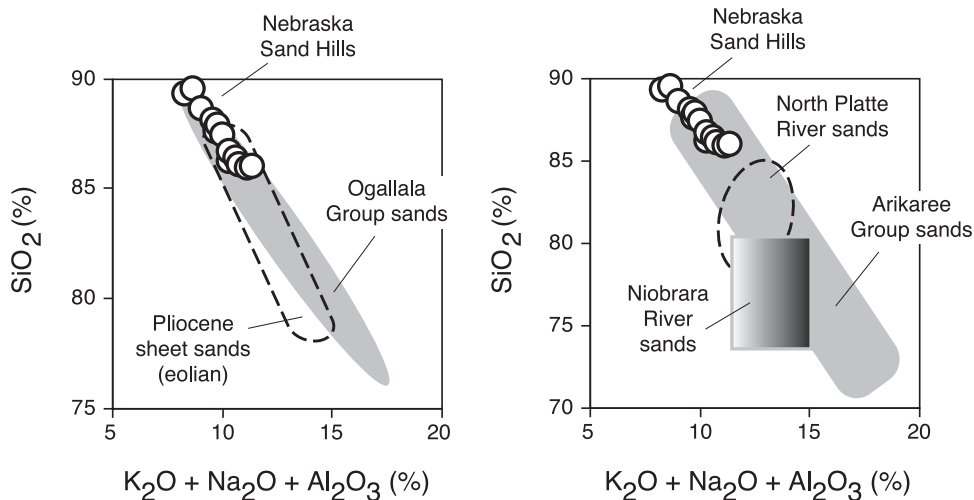 Nebraska
Sand Hills
90
85
80
75
SiO2 (%)
Ogallala
Group sands
Pliocene
sheet sands
(eolian)
5
10
15
20
K2O + Na2O + Al2O3 (%)
Nebraska
Sand Hills
90
85
80
75
70
SiO2 (%)
North Platte
River sands
Arikaree
Group sands
Niobrara
River
sands
5
10
15
20
K2O + Na2O + Al2O3 (%)